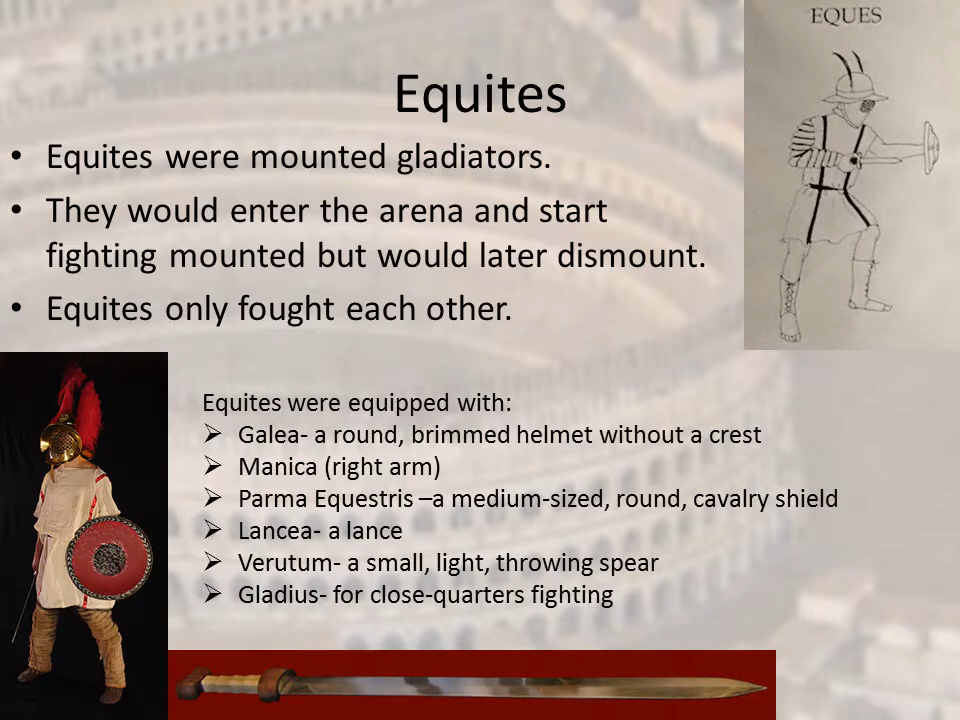 EQUES
Equites
• Equites were mounted gladiators.
• They would enter the arena and start
fighting mounted but would later dismount.
• Equites only fought each other.
Equites were equipped with:
➢ Galea- a round, brimmed helmet without a crest
➢ Manica (right arm)
➢ Parma Equestris –a medium-sized, round, cavalry shield
➢ Lancea- a lance
➢ Verutum- a small, light, throwing spear
➢ Gladius- for close-quarters fighting